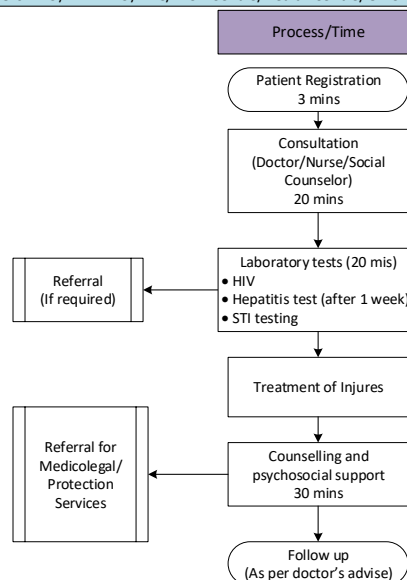 Process/Time
Patient Registration
3 mins
Consultation
(Doctor/Nurse/Social
Counselor)
20 mins
Laboratory tests (20 mis)
• HIV
• Hepatitis test (after 1 week)
• STI testing
Referral
(If required)
Treatment of Injures
Counselling and
psychosocial support
30 mins
Referral for
Medicolegal/
Protection
Services
Follow up
(As per doctor's advise)